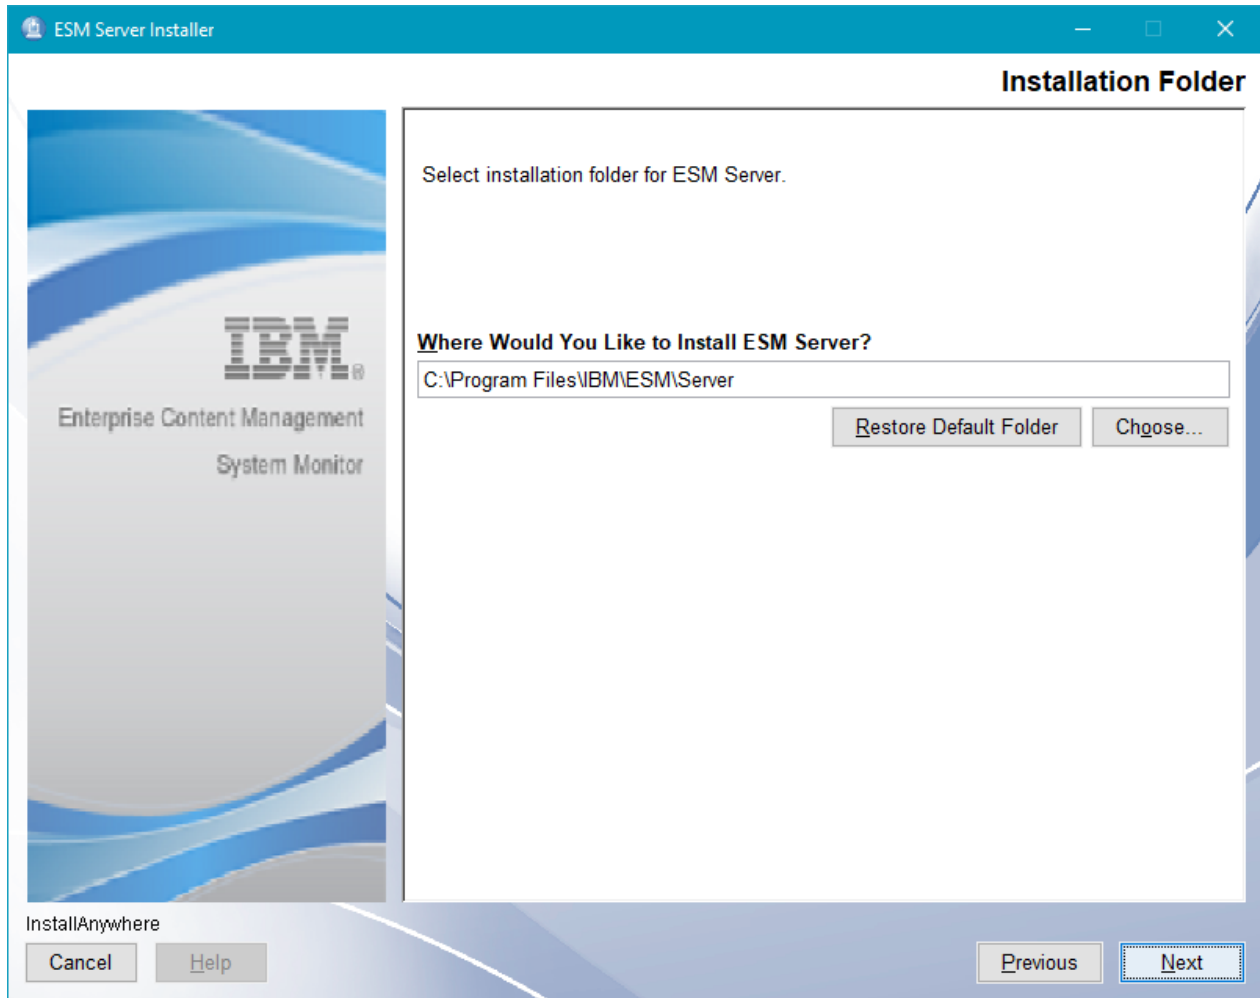 ESM Server Installer
Installation Folder
Select installation folder for ESM Server.
IBM®
Enterprise Content Management
System Monitor
Where Would You Like to Install ESM Server?
C:\Program Files\IBM\ESM\Server
Restore Default Folder
Choose...
InstallAnywhere
Cancel
Help
Previous
Next